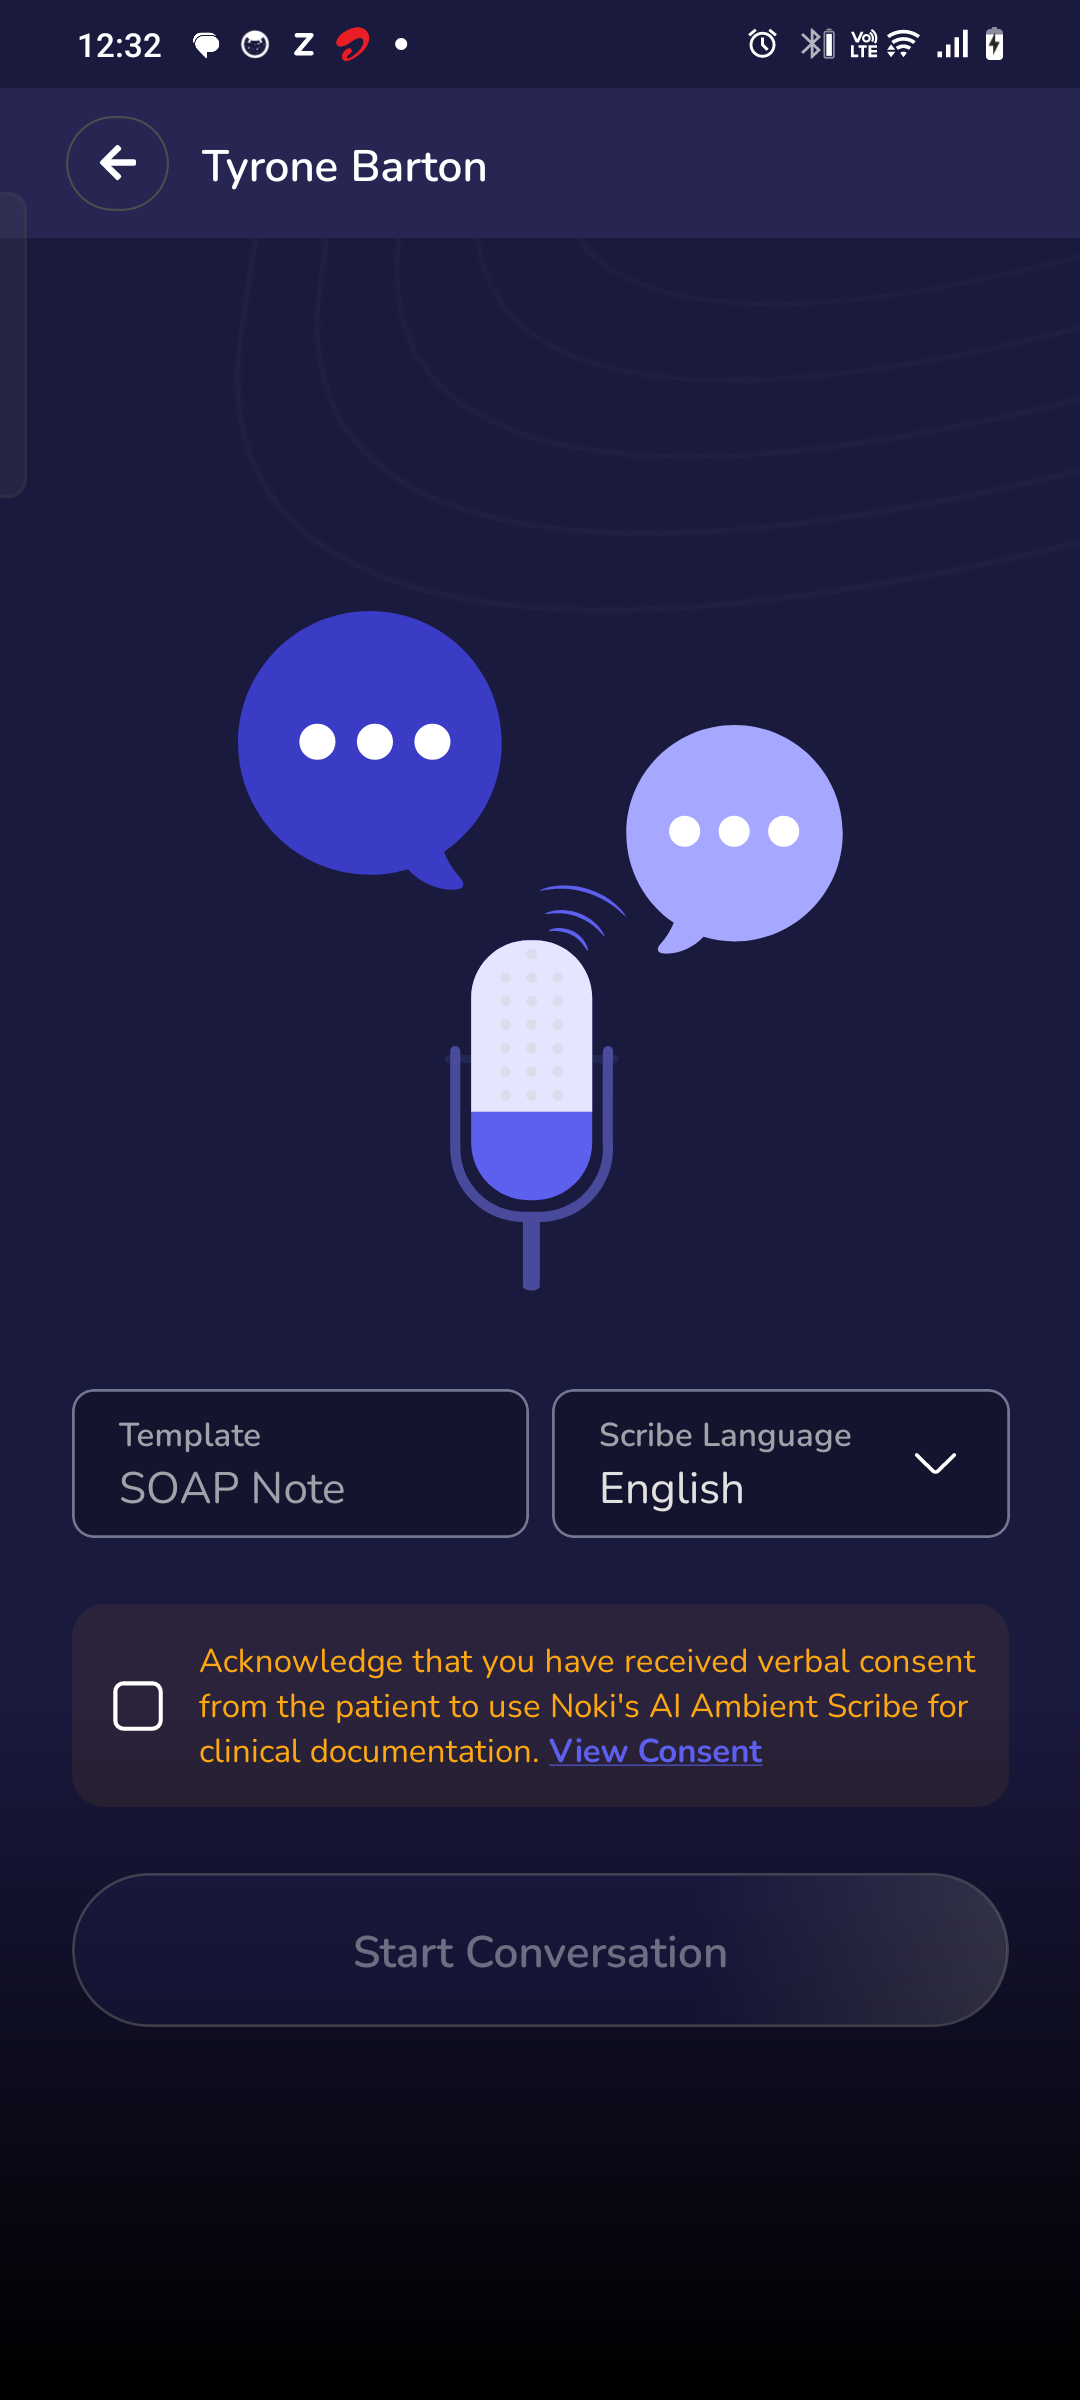 12:32
Z
Vo)) LTE
Tyrone Barton
Template
SOAP Note
Scribe Language
English
Acknowledge that you have received verbal consent
from the patient to use Noki's AI Ambient Scribe for
clinical documentation. View Consent
Start Conversation